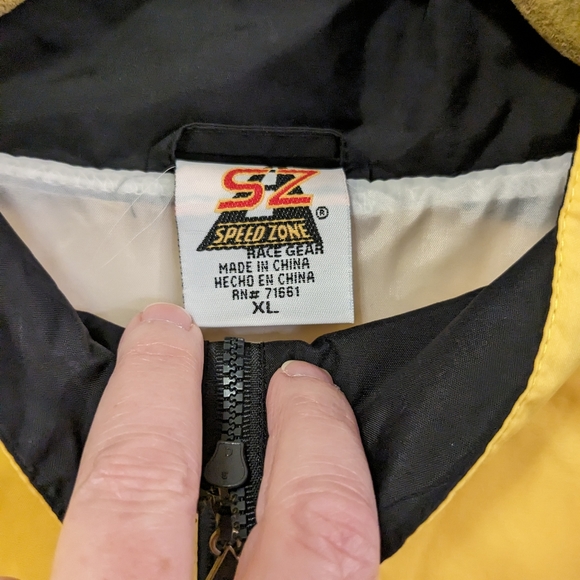 SZ
SPEED ZONE ®
RACE GEAR
MADE IN CHINA
HECHO EN CHINA
RN# 71661
XL